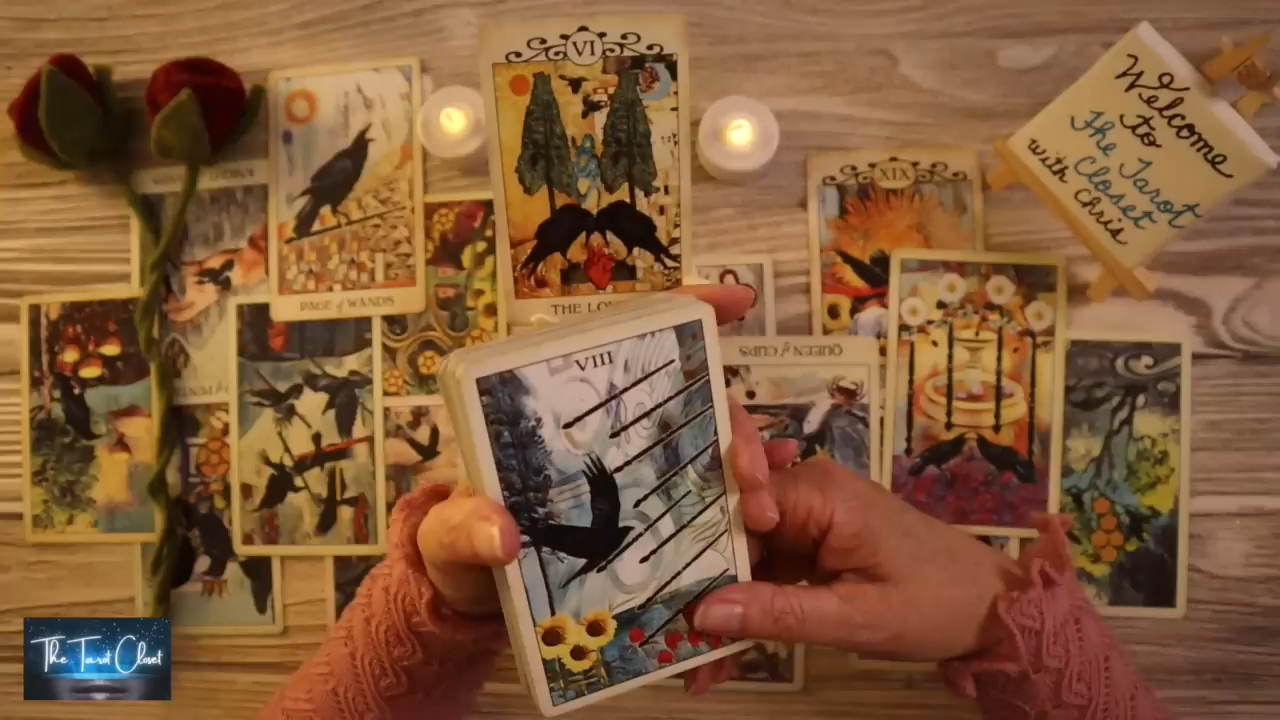 VI
XIX
Welcome
to
The Tarot
Closet
with Chris
PAGE of WANDS
THE
VIII
QUEEN of CUPS
The Tarot Closet